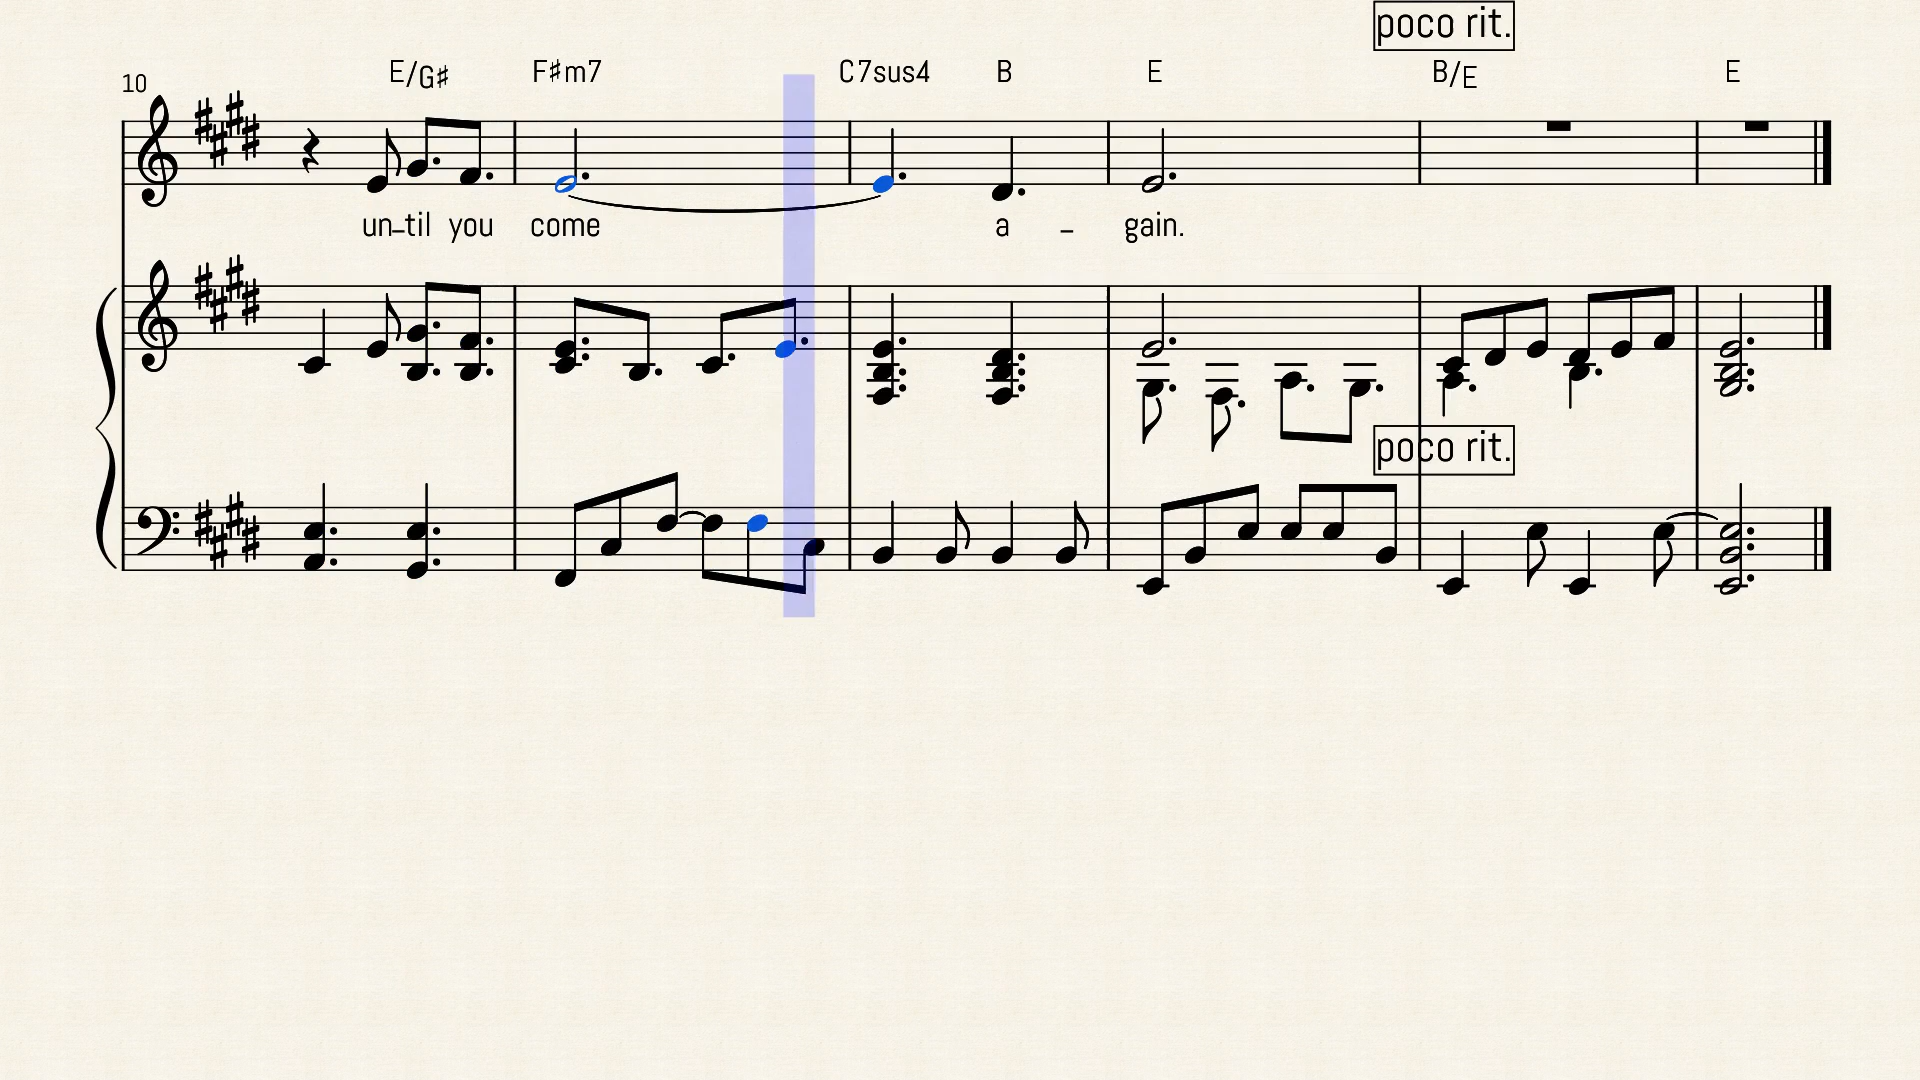 poco rit.
10 E/G♯ F♯m7 C7sus4 B E B/E E
un-til you come a - gain.
poco rit.